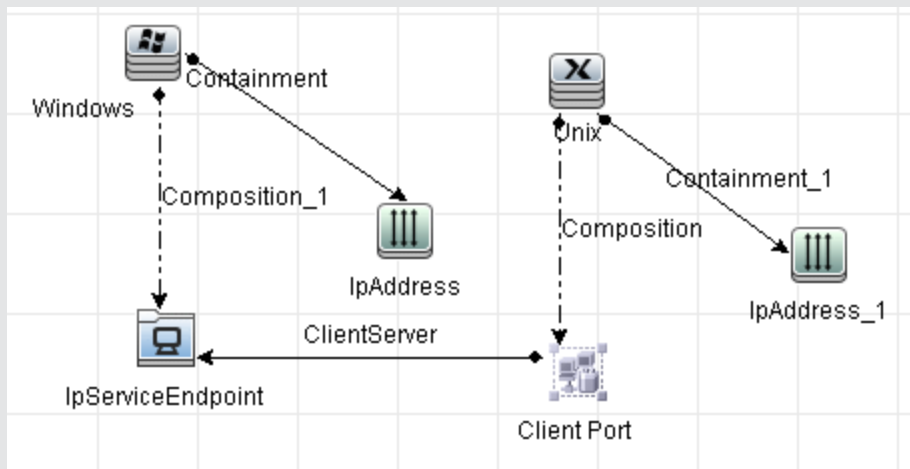 Containment
Windows
Unix
Composition_1
Containment_1
Composition
IpAddress
IpAddress_1
ClientServer
IpServiceEndpoint
Client Port